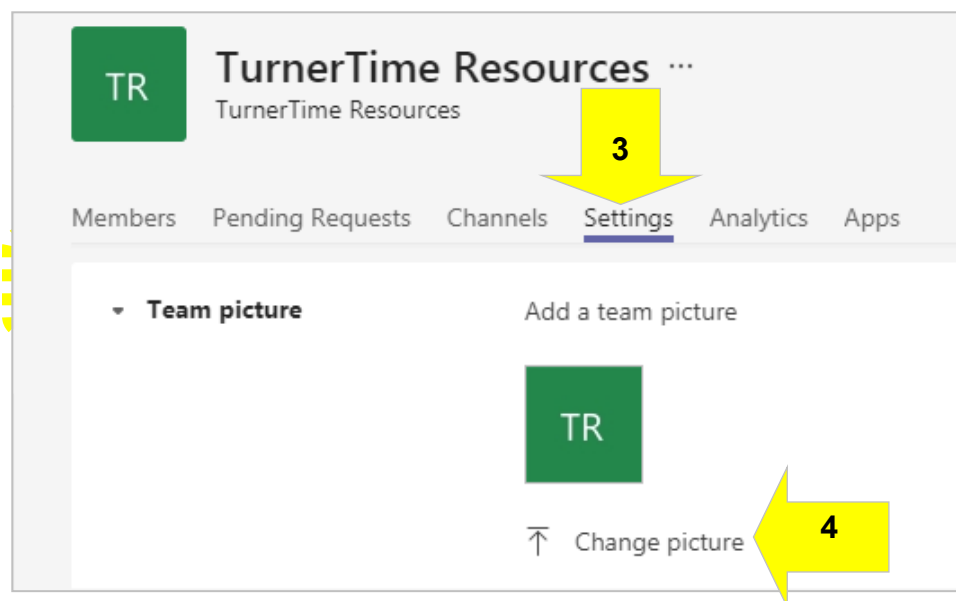 TR
TurnerTime Resources ...
TurnerTime Resources
3
Members Pending Requests Channels Settings Analytics Apps
Team picture Add a team picture
TR
Change picture 4